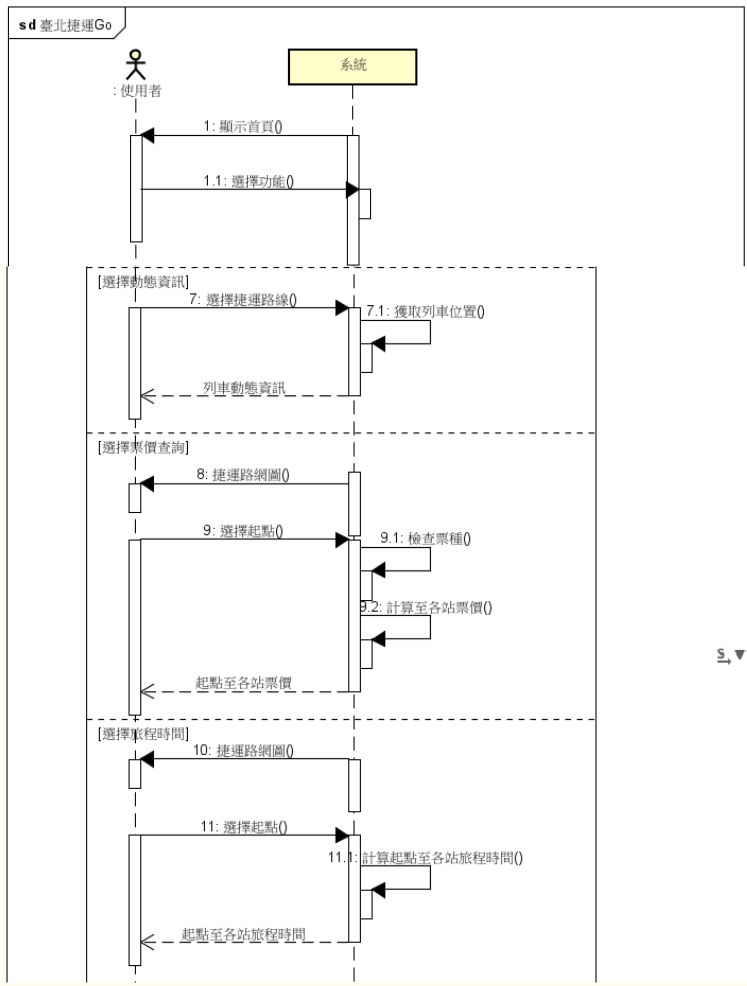 sd 臺北捷運Go
系統
: 使用者
1: 顯示首頁()
1.1: 選擇功能()
[選擇動態資訊]
7: 選擇捷運路線()
7.1: 獲取列車位置()
列車動態資訊
[選擇票價查詢]
8: 捷運路網圖()
9: 選擇起點()
9.1: 檢查票種()
9.2: 計算至各站票價()
起點至各站票價
[選擇旅程時間]
10: 捷運路網圖()
11: 選擇起點()
11.1: 計算起點至各站旅程時間()
起點至各站旅程時間
S